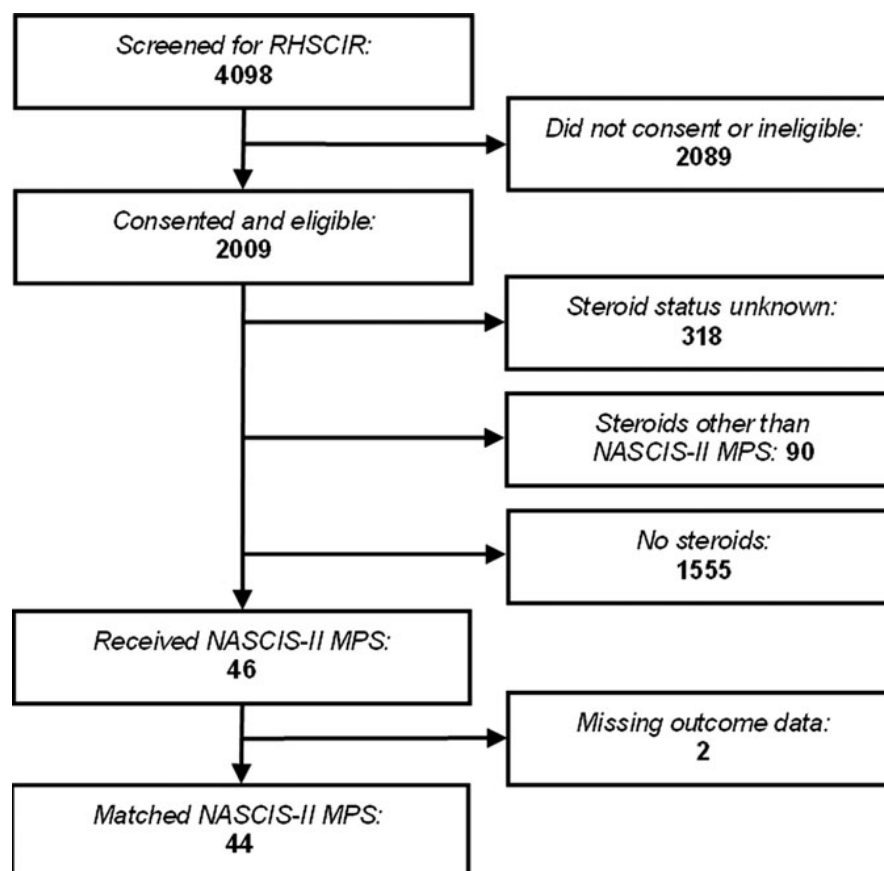 Screened for RHSCIR:
4098
Did not consent or ineligible:
2089
Consented and eligible:
2009
Steroid status unknown:
318
Steroids other than
NASCIS-II MPS: 90
No steroids:
1555
Received NASCIS-II MPS:
46
Missing outcome data:
2
Matched NASCIS-II MPS:
44